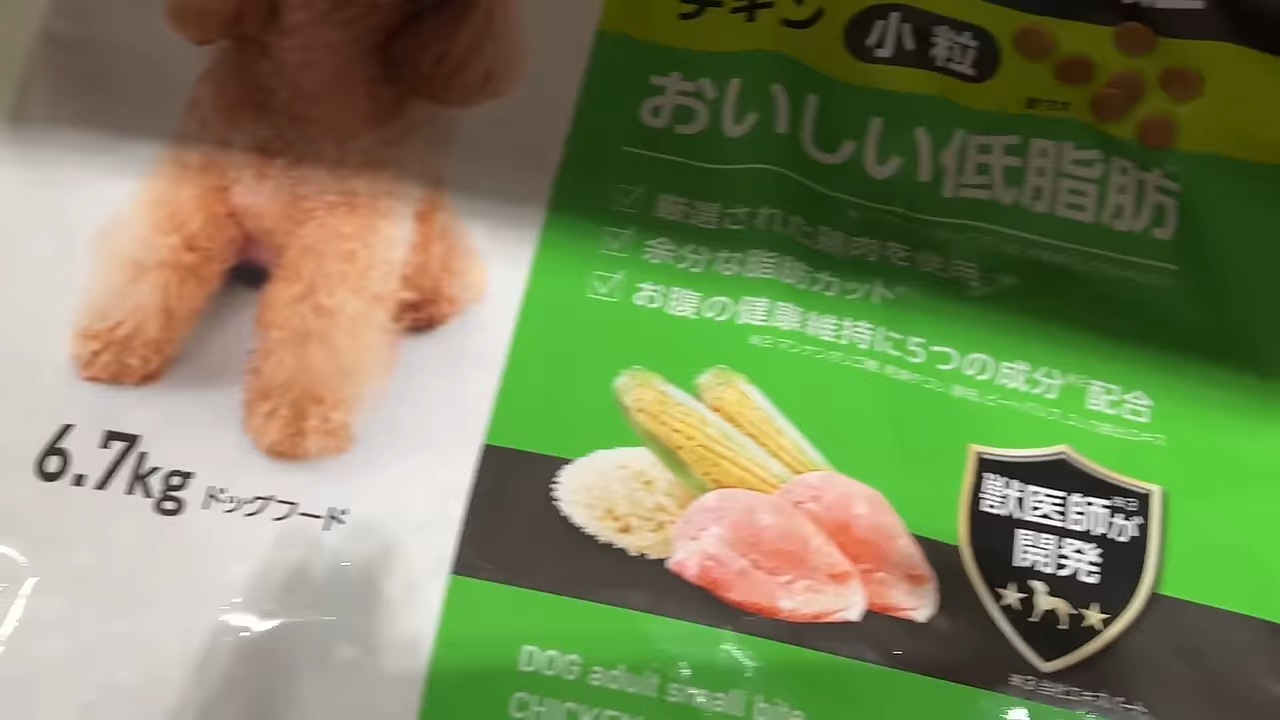 チキン 小粒
おいしい低脂肪
厳選された鶏肉を使用
余分な脂肪カット
お腹の健康維持に5つの成分 配合
6.7kg ドッグフード
獣医師が
開発
DOG adult small bite
CHICKEN